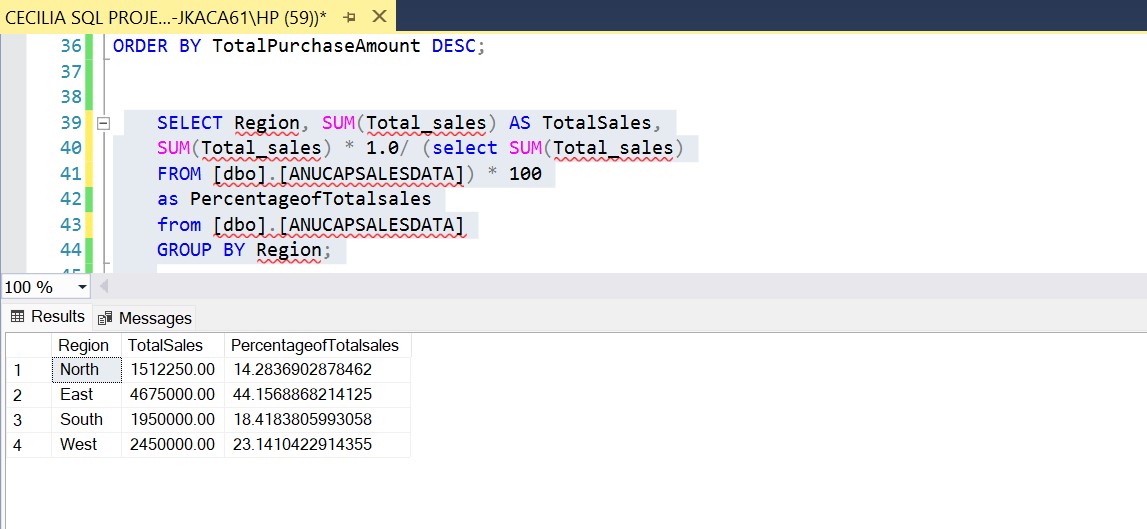 CECILIA SQL PROJE...-JKACA61\HP (59))*
36 ORDER BY TotalPurchaseAmount DESC;
37
38
39 SELECT Region, SUM(Total_sales) AS TotalSales,
40 SUM(Total_sales) * 1.0/ (select SUM(Total_sales)
41 FROM [dbo].[ANUCAPSALESDATA]) * 100
42 as PercentageofTotalsales
43 from [dbo].[ANUCAPSALESDATA]
44 GROUP BY Region;
100 %
Results Messages
Region TotalSales PercentageofTotalsales
1 North 1512250.00 14.2836902878462
2 East 4675000.00 44.1568868214125
3 South 1950000.00 18.4183805993058
4 West 2450000.00 23.1410422914355